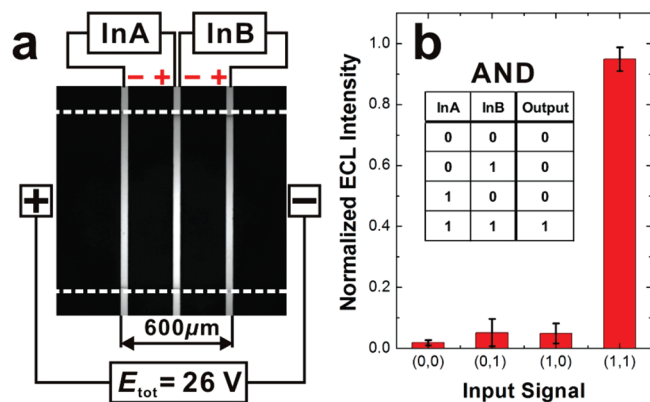 a
InA
InB
− + − +
+
−
600μm
E_tot = 26 V
b
Normalized ECL Intensity
1.0
0.8
0.6
0.4
0.2
0.0
AND
InA InB Output
0 0 0
0 1 0
1 0 0
1 1 1
(0,0) (0,1) (1,0) (1,1)
Input Signal